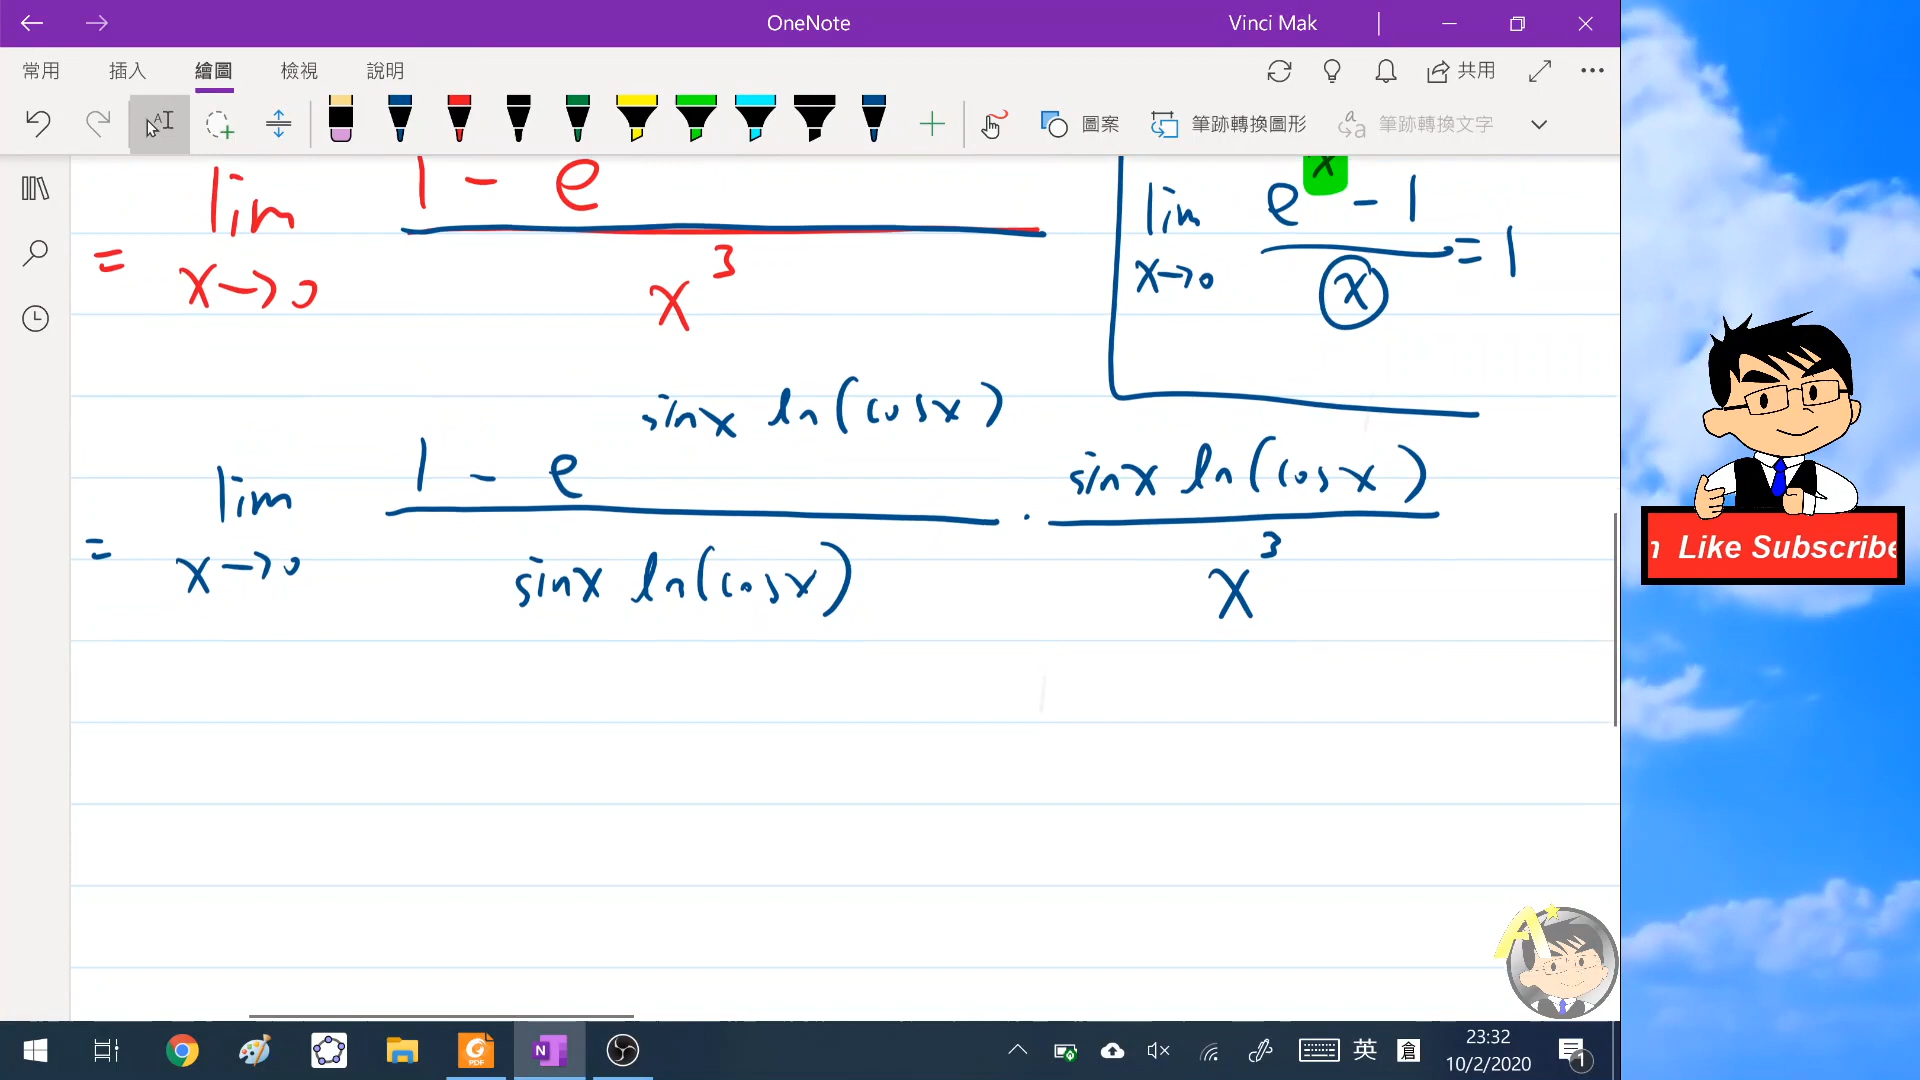 OneNote
Vinci Mak
常用 插入 繪圖 檢視 說明
共用
圖案 筆跡轉換圖形 筆跡轉換文字
= lim x→0 (1 - e) / x³
lim x→0 (e^x - 1) / x = 1
= lim x→0 (1 - e^(sinx ln(cosx))) / (sinx ln(cosx)) · (sinx ln(cosx)) / x³
Like Subscribe
A
PDF
N
英
倉
23:32
10/2/2020
1